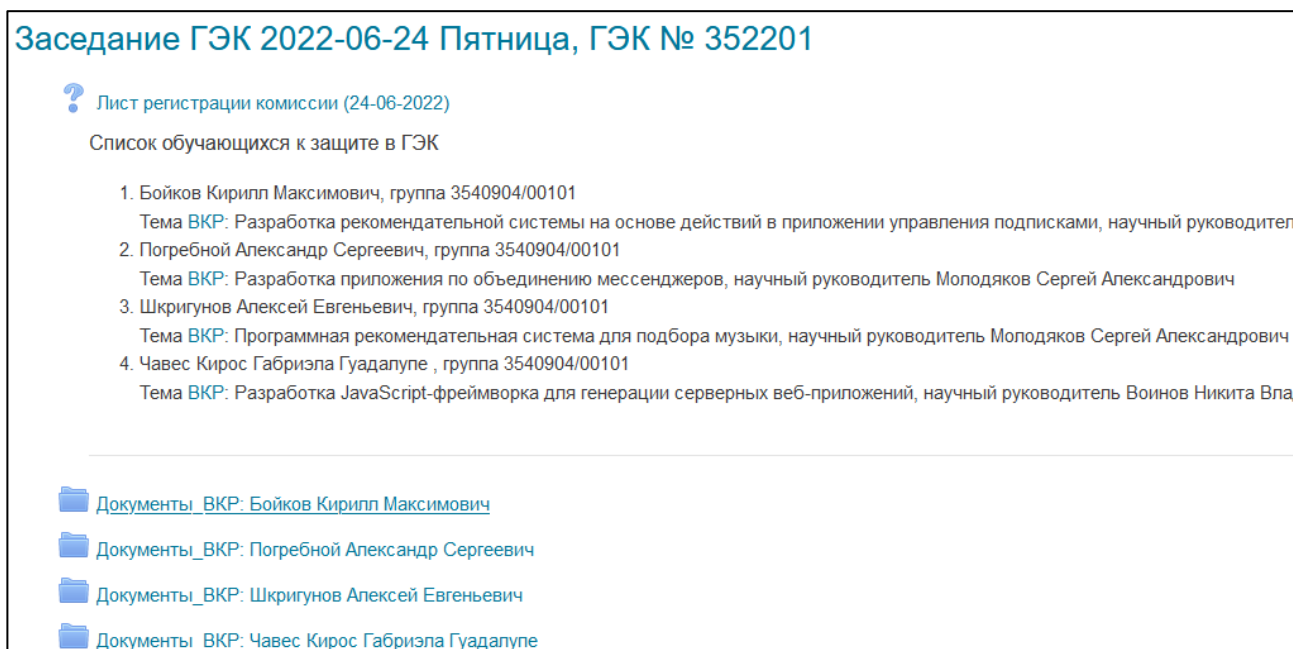 Заседание ГЭК 2022-06-24 Пятница, ГЭК № 352201
Лист регистрации комиссии (24-06-2022)
Список обучающихся к защите в ГЭК
1. Бойков Кирилл Максимович, группа 3540904/00101
Тема ВКР: Разработка рекомендательной системы на основе действий в приложении управления подписками, научный
2. Погребной Александр Сергеевич, группа 3540904/00101
Тема ВКР: Разработка приложения по объединению мессенджеров, научный руководитель Молодяков Сергей Александрович
3. Шкригунов Алексей Евгеньевич, группа 3540904/00101
Тема ВКР: Программная рекомендательная система для подбора музыки, научный руководитель Молодяков Сергей Александрович
4. Чавес Кирос Габриэла Гуадалупе , группа 3540904/00101
Тема ВКР: Разработка JavaScript-фреймворка для генерации серверных веб-приложений, научный руководитель Воинов Никита
Документы_ВКР: Бойков Кирилл Максимович
Документы_ВКР: Погребной Александр Сергеевич
Документы_ВКР: Шкригунов Алексей Евгеньевич
Документы_ВКР: Чавес Кирос Габриэла Гуадалупе